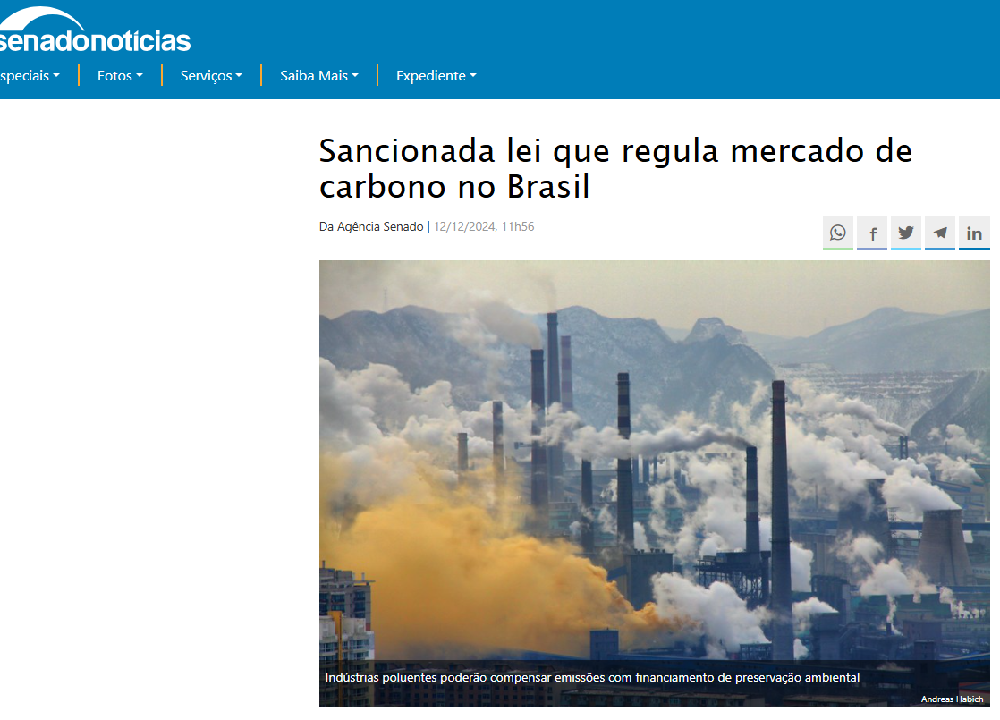 senadonotícias
speciais
Fotos
Serviços
Saiba Mais
Expediente
Sancionada lei que regula mercado de
carbono no Brasil
Da Agência Senado | 12/12/2024, 11h56
Indústrias poluentes poderão compensar emissões com financiamento de preservação ambiental
Andreas Habich